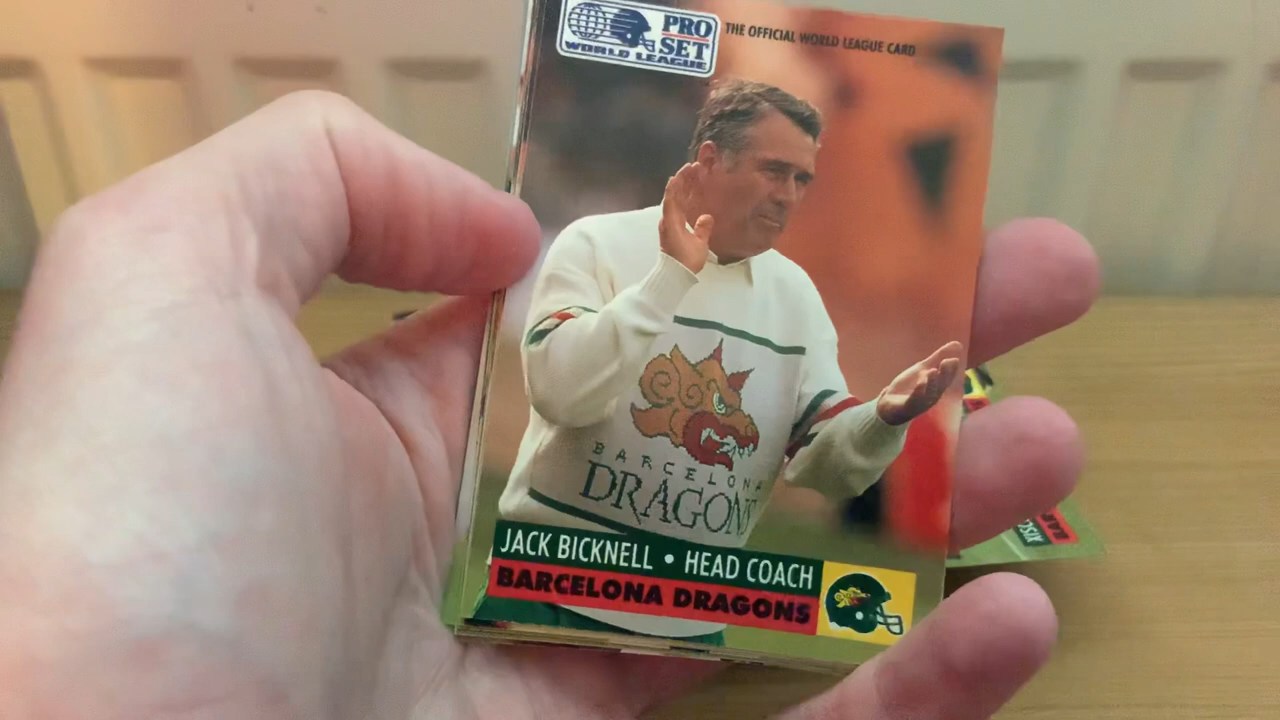 PRO
SET
WORLD LEAGUE
THE OFFICIAL WORLD LEAGUE CARD
BARCELONA
DRAGONS
JACK BICKNELL • HEAD COACH
BARCELONA DRAGONS